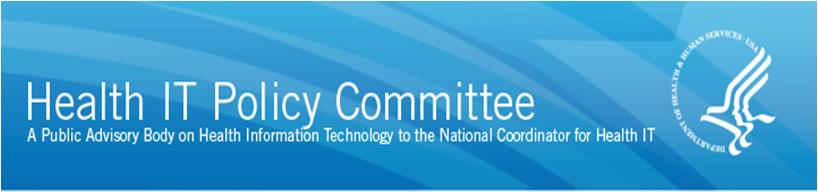 Health IT Policy Committee
A Public Advisory Body on Health Information Technology to the National Coordinator for Health IT
DEPARTMENT OF HEALTH & HUMAN SERVICES · USA